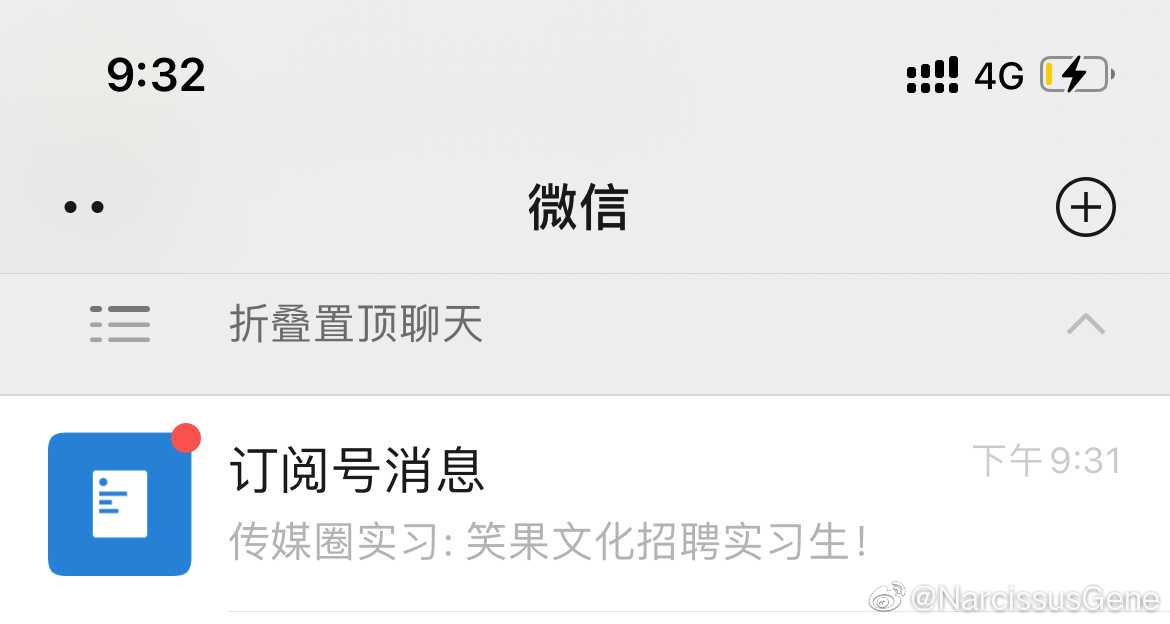 9:32 4G
微信
折叠置顶聊天
订阅号消息 下午9:31
传媒圈实习: 笑果文化招聘实习生!
@NarcissusGene